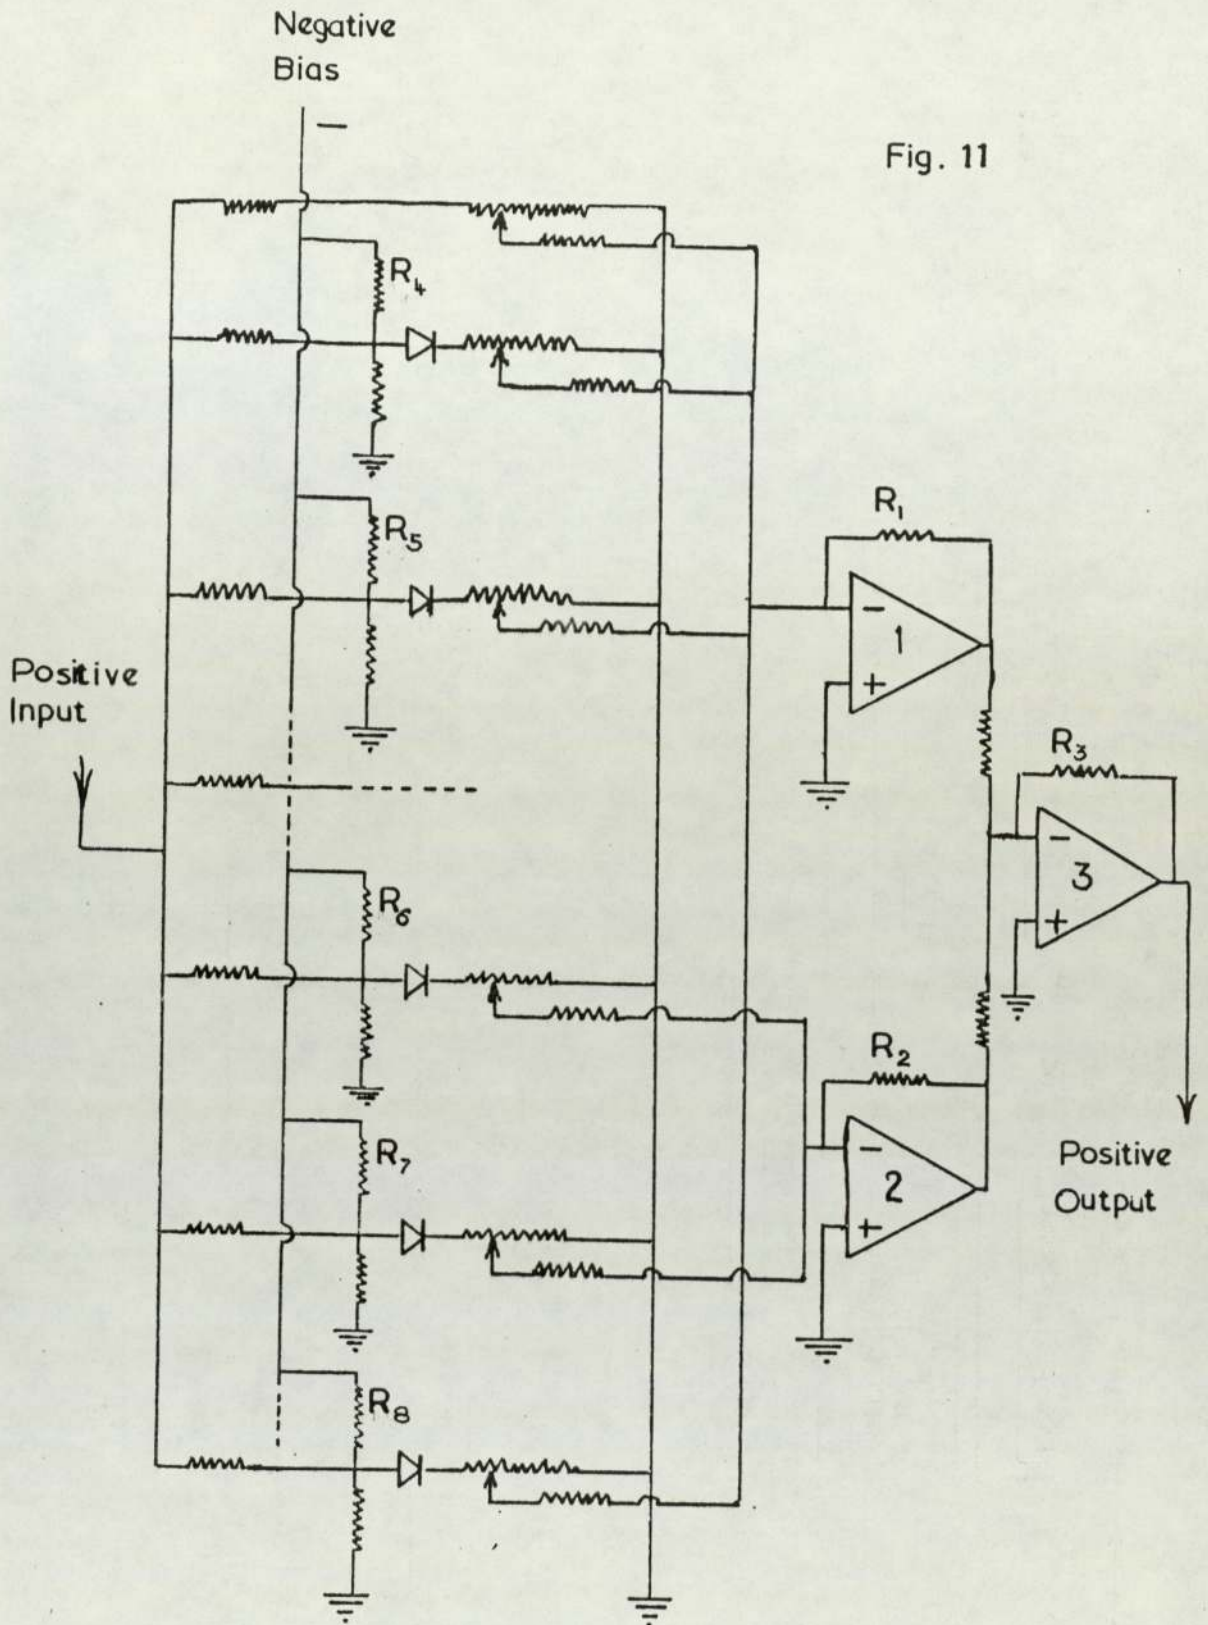 Negative
Bias
−
Fig. 11
R₄
R₅
R₁
−
1
+
Positive
Input
R₃
−
3
+
R₆
R₂
R₇
−
2
+
Positive
Output
R₈